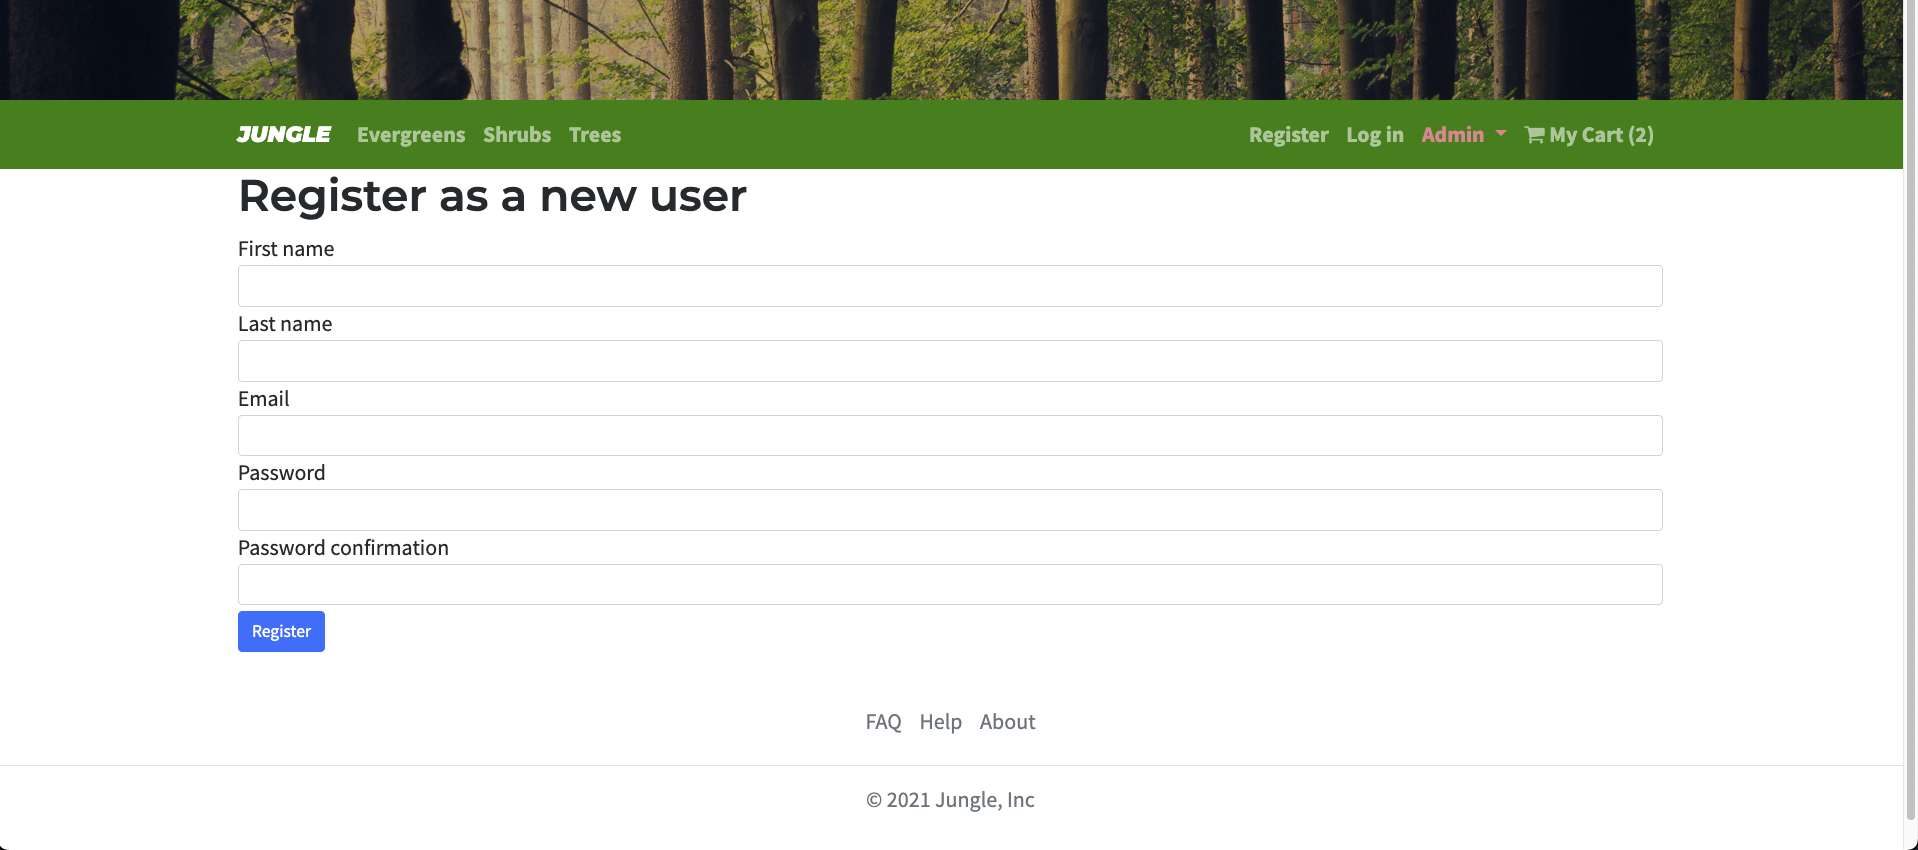 JUNGLE Evergreens Shrubs Trees Register Log in Admin My Cart (2)
Register as a new user
First name
Last name
Email
Password
Password confirmation
Register
FAQ Help About
© 2021 Jungle, Inc